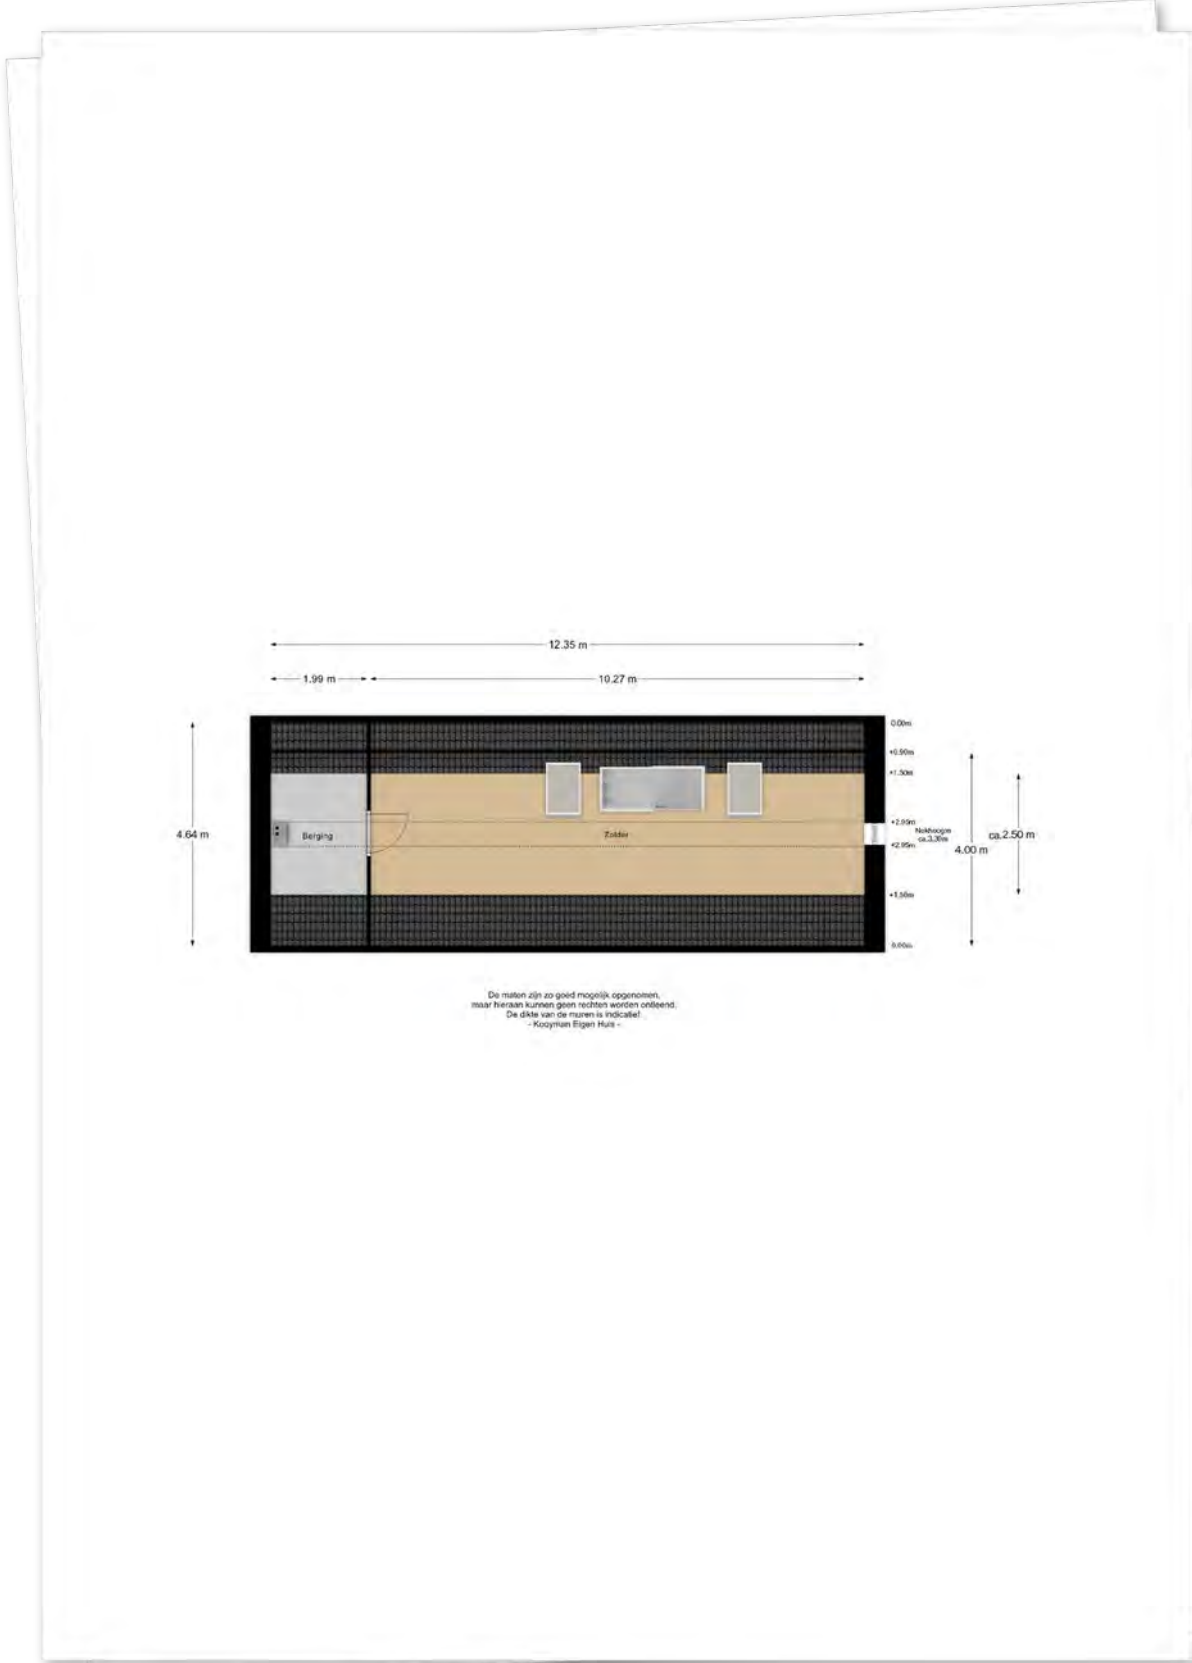 12.35 m
1.99 m
10.27 m
0.00m
+0.90m
+1.50m
+2.95m
Nokhoogte
ca.3.30m
+2.95m
4.64 m
Berging
Zolder
ca.2.50 m
4.00 m
+1.50m
0.00m
De maten zijn zo goed mogelijk opgenomen,
maar hieraan kunnen geen rechten worden ontleend.
De dikte van de muren is indicatief
- Kooyman Eigen Huis -